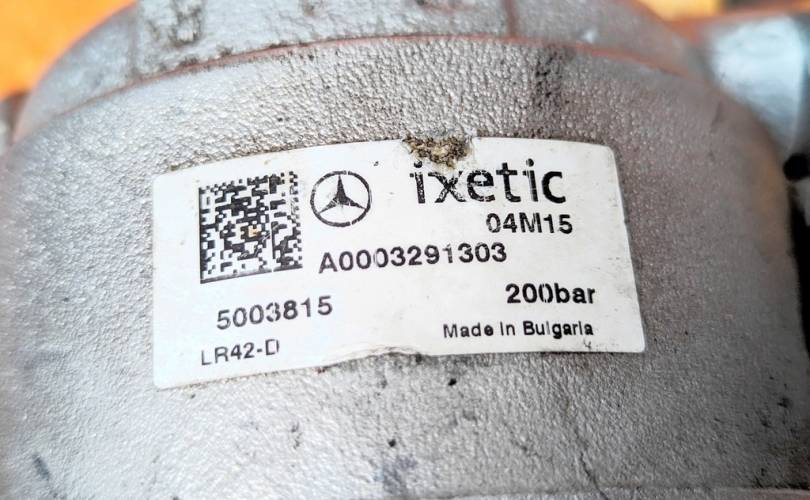 ixetic
04M15
A0003291303
5003815
200bar
LR42-D
Made in Bulgaria